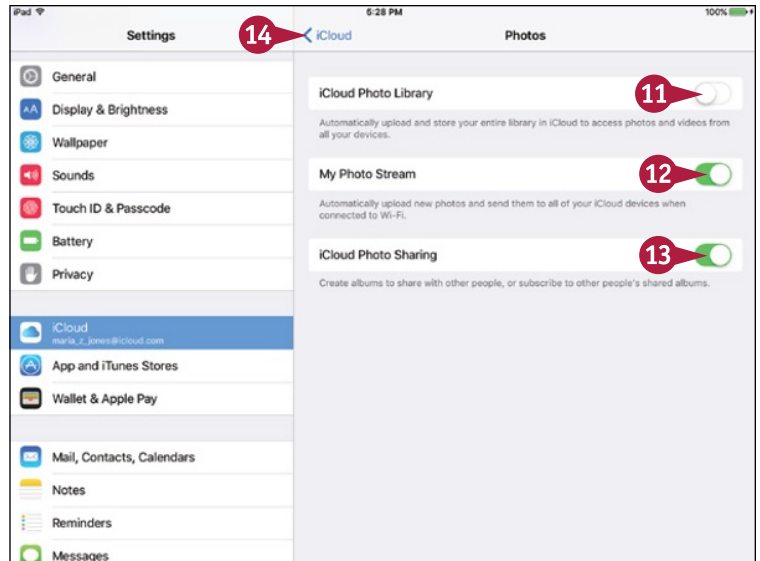 iPad 5:28 PM 100%
Settings 14 iCloud Photos
General
AA Display & Brightness
Wallpaper
Sounds
Touch ID & Passcode
Battery
Privacy
iCloud
maria_z_jones@icloud.com
App and iTunes Stores
Wallet & Apple Pay
Mail, Contacts, Calendars
Notes
Reminders
Messages
iCloud Photo Library 11
Automatically upload and store your entire library in iCloud to access photos and videos from
all your devices.
My Photo Stream 12
Automatically upload new photos and send them to all of your iCloud devices when
connected to Wi-Fi.
iCloud Photo Sharing 13
Create albums to share with other people, or subscribe to other people's shared albums.